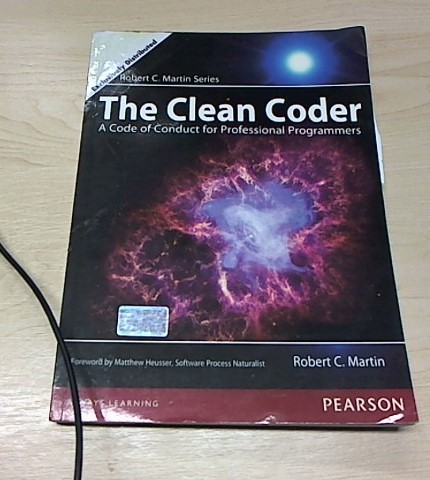 Exclusively Distributed
Robert C. Martin Series
The Clean Coder
A Code of Conduct for Professional Programmers
Foreword by Matthew Heusser, Software Process Naturalist
Robert C. Martin
LEARNING
PEARSON